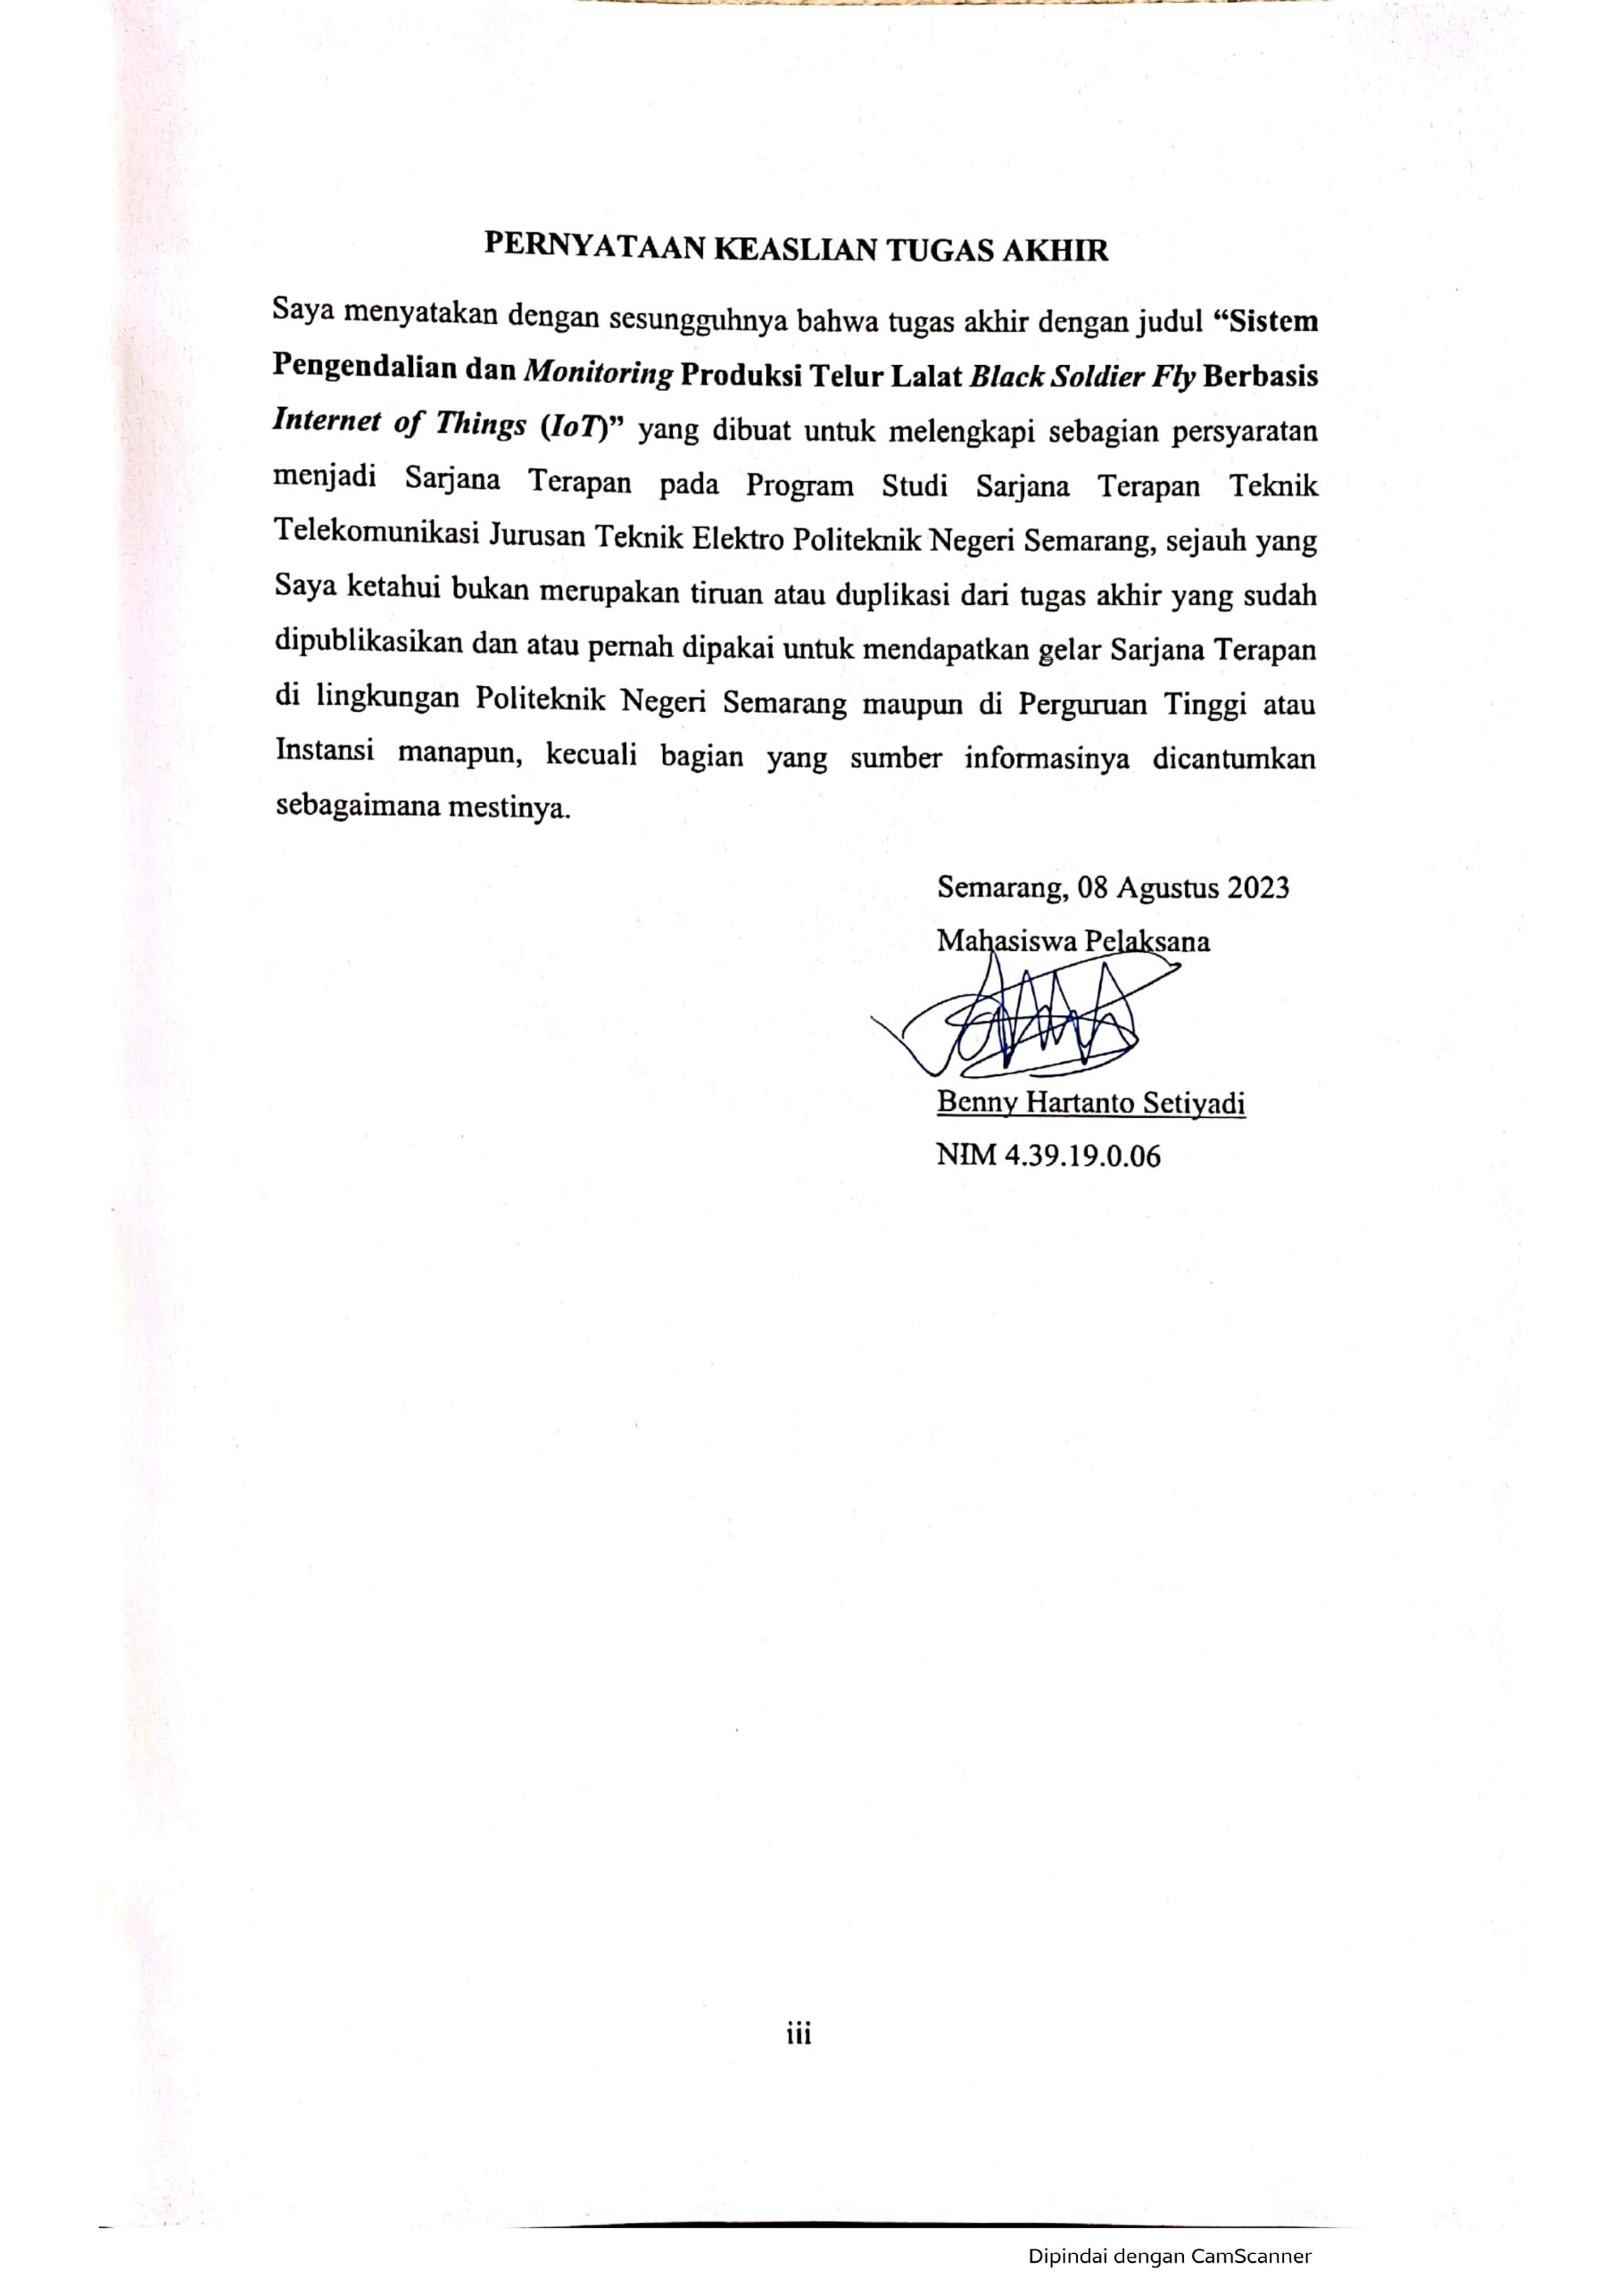 PERNYATAAN KEASLIAN TUGAS AKHIR
Saya menyatakan dengan sesungguhnya bahwa tugas akhir dengan judul “Sistem
Pengendalian dan Monitoring Produksi Telur Lalat Black Soldier Fly Berbasis
Internet of Things (IoT)” yang dibuat untuk melengkapi sebagian persyaratan
menjadi Sarjana Terapan pada Program Studi Sarjana Terapan Teknik
Telekomunikasi Jurusan Teknik Elektro Politeknik Negeri Semarang, sejauh yang
Saya ketahui bukan merupakan tiruan atau duplikasi dari tugas akhir yang sudah
dipublikasikan dan atau pernah dipakai untuk mendapatkan gelar Sarjana Terapan
di lingkungan Politeknik Negeri Semarang maupun di Perguruan Tinggi atau
Instansi manapun, kecuali bagian yang sumber informasinya dicantumkan
sebagaimana mestinya.
Semarang, 08 Agustus 2023
Mahasiswa Pelaksana
Benny Hartanto Setiyadi
NIM 4.39.19.0.06
iii
Dipindai dengan CamScanner